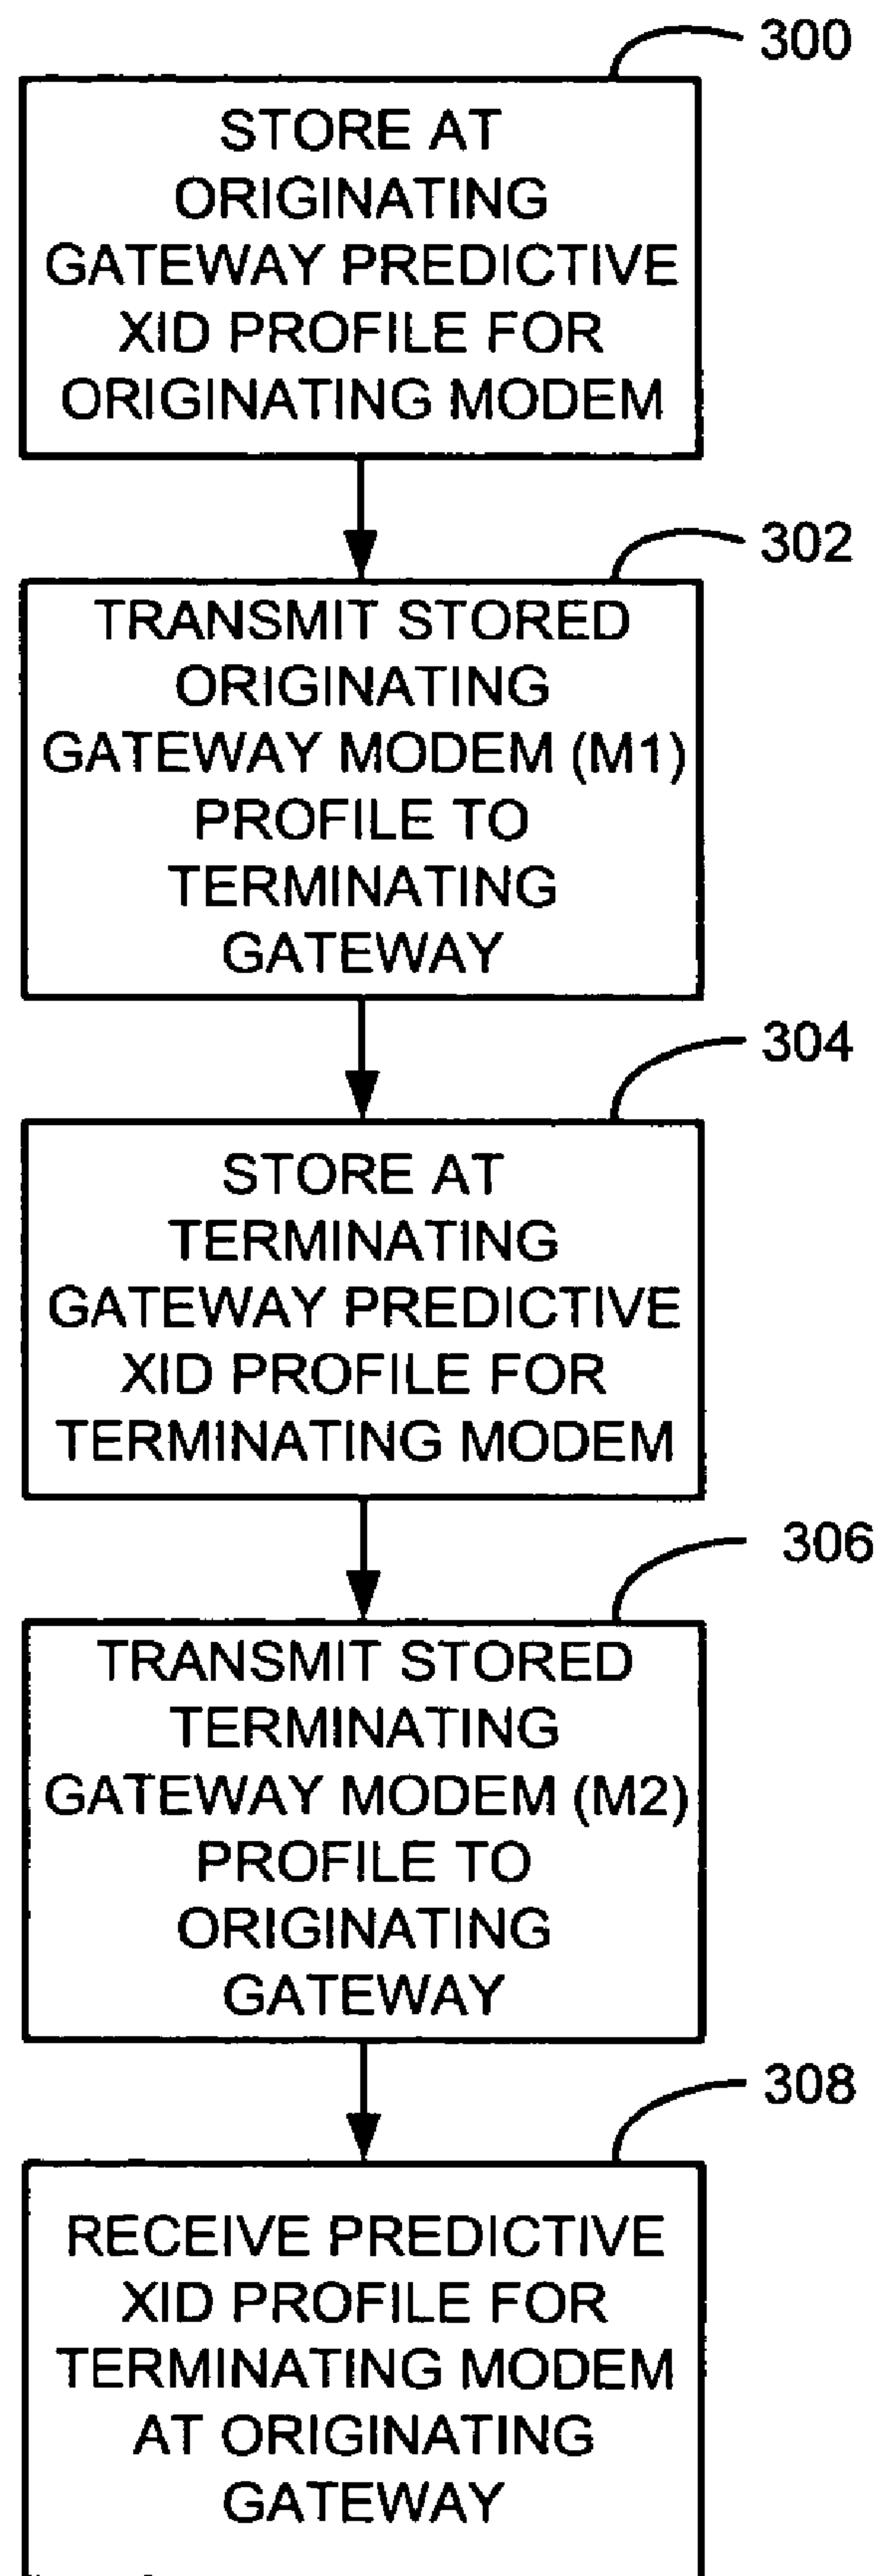 300
STORE AT
ORIGINATING
GATEWAY PREDICTIVE
XID PROFILE FOR
ORIGINATING MODEM
302
TRANSMIT STORED
ORIGINATING
GATEWAY MODEM (M1)
PROFILE TO
TERMINATING
GATEWAY
304
STORE AT
TERMINATING
GATEWAY PREDICTIVE
XID PROFILE FOR
TERMINATING MODEM
306
TRANSMIT STORED
TERMINATING
GATEWAY MODEM (M2)
PROFILE TO
ORIGINATING
GATEWAY
308
RECEIVE PREDICTIVE
XID PROFILE FOR
TERMINATING MODEM
AT ORIGINATING
GATEWAY